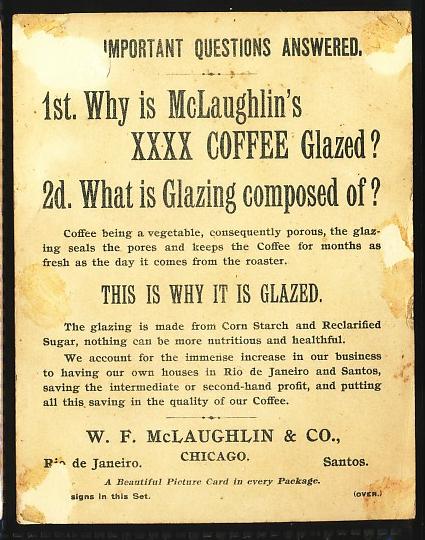 IMPORTANT QUESTIONS ANSWERED.
1st. Why is McLaughlin's
XXXX COFFEE Glazed?
2d. What is Glazing composed of?
Coffee being a vegetable, consequently porous, the glaz-
ing seals the pores and keeps the Coffee for months as
fresh as the day it comes from the roaster.
THIS IS WHY IT IS GLAZED.
The glazing is made from Corn Starch and Reclarified
Sugar, nothing can be more nutritious and healthful.
We account for the immense increase in our business
to having our own houses in Rio de Janeiro and Santos,
saving the intermediate or second-hand profit, and putting
all this saving in the quality of our Coffee.
W. F. McLAUGHLIN & CO.,
CHICAGO.
Rio de Janeiro. Santos.
A Beautiful Picture Card in every Package.
signs in this Set. (OVER.)